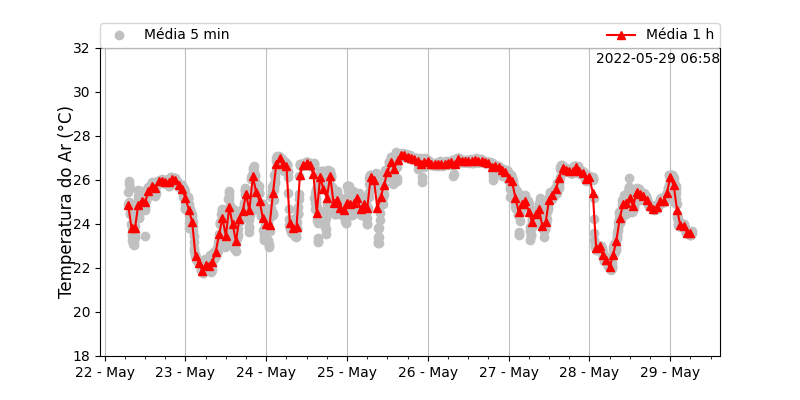 Média 5 min
Média 1 h
2022-05-29 06:58
Temperatura do Ar (°C)
32
30
28
26
24
22
20
18
22 - May
23 - May
24 - May
25 - May
26 - May
27 - May
28 - May
29 - May